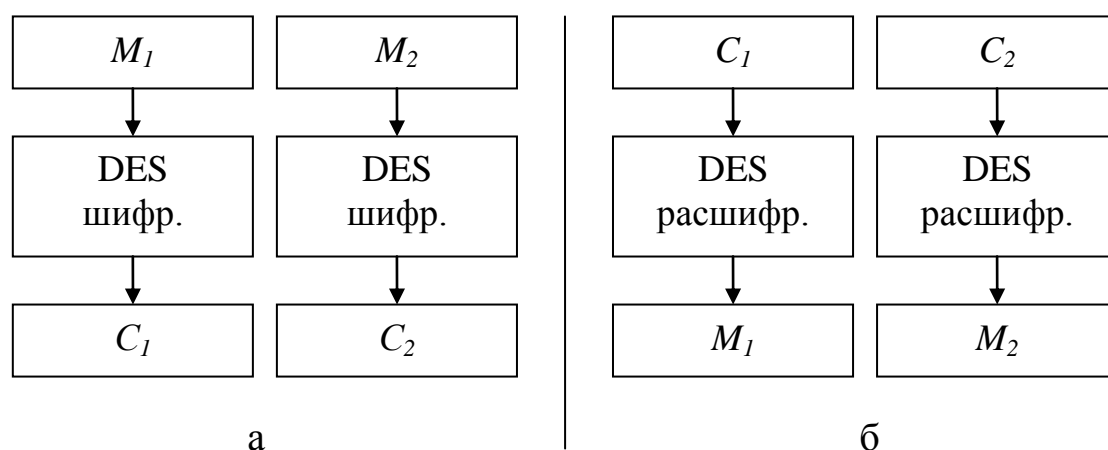 M₁ M₂ C₁ C₂
DES DES DES DES
шифр. шифр. расшифр. расшифр.
C₁ C₂ M₁ M₂
а б